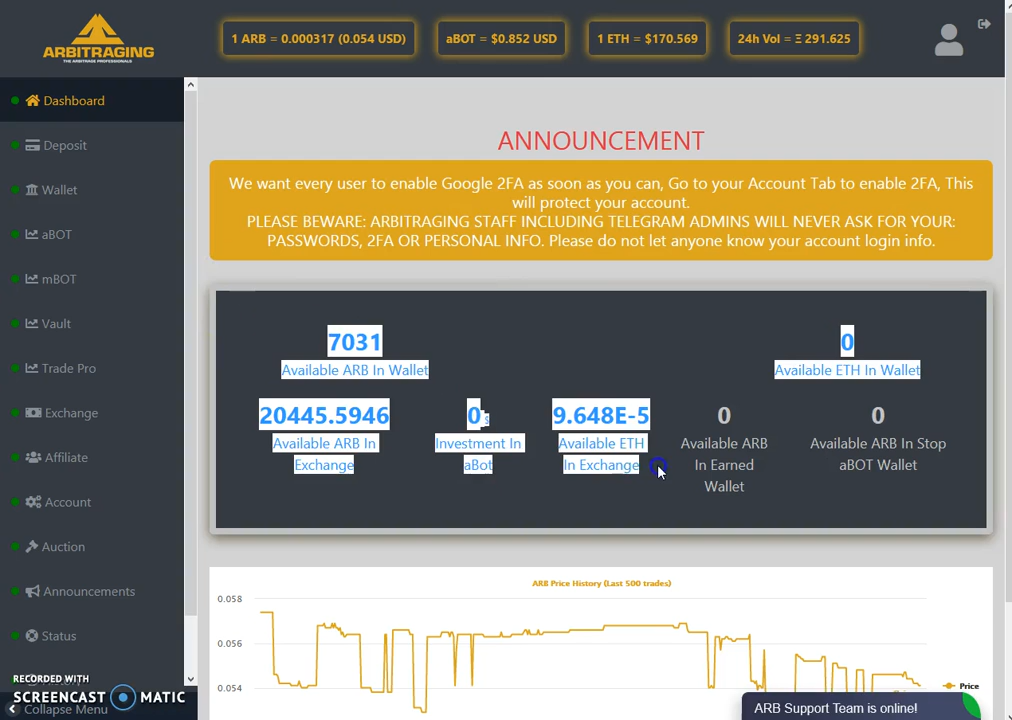 ARBITRAGING
THE ARBITRAGE PROFESSIONALS
1 ARB = 0.000317 (0.054 USD)
aBOT = $0.852 USD
1 ETH = $170.569
24h Vol = Ξ 291.625
Dashboard
Deposit
Wallet
aBOT
mBOT
Vault
Trade Pro
Exchange
Affiliate
Account
Auction
Announcements
Status
Collapse Menu
RECORDED WITH
SCREENCAST MATIC
ANNOUNCEMENT
We want every user to enable Google 2FA as soon as you can, Go to your Account Tab to enable 2FA, This
will protect your account.
PLEASE BEWARE: ARBITRAGING STAFF INCLUDING TELEGRAM ADMINS WILL NEVER ASK FOR YOUR:
PASSWORDS, 2FA OR PERSONAL INFO. Please do not let anyone know your account login info.
7031
Available ARB In Wallet
0
Available ETH In Wallet
20445.5946
Available ARB In
Exchange
0 $
Investment In
aBot
9.648E-5
Available ETH
In Exchange
0
Available ARB
In Earned
Wallet
0
Available ARB In Stop
aBOT Wallet
ARB Price History (Last 500 trades)
0.058
0.056
0.054
Price
ARB Support Team is online!